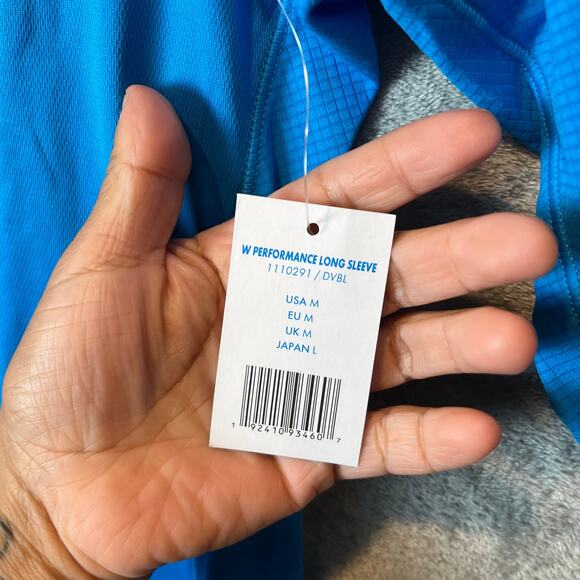 W PERFORMANCE LONG SLEEVE
1110291 / DVBL
USA M
EU M
UK M
JAPAN L
1 92410 93460 7